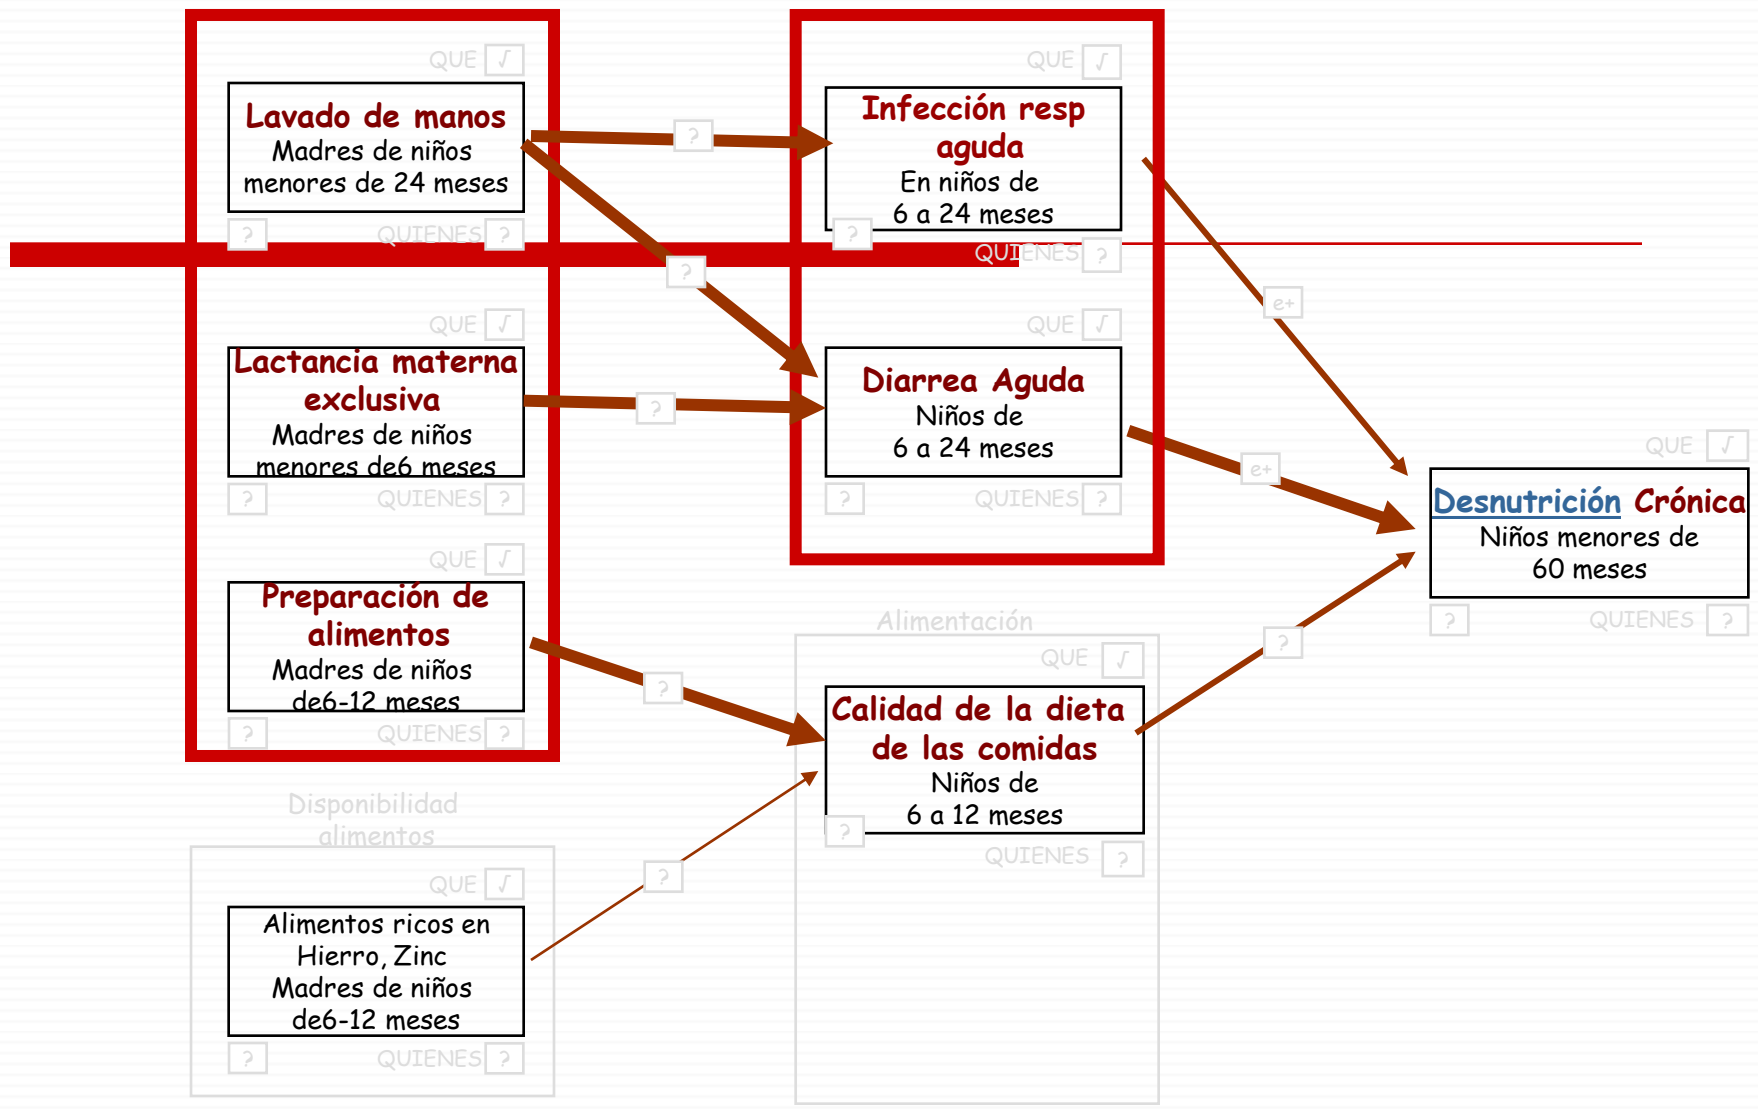 QUE √
Lavado de manos
Madres de niños
menores de 24 meses
? QUIENES ?
QUE √
Lactancia materna
exclusiva
Madres de niños
menores de6 meses
? QUIENES ?
QUE √
Preparación de
alimentos
Madres de niños
de6-12 meses
? QUIENES ?
Disponibilidad
alimentos
QUE √
Alimentos ricos en
Hierro, Zinc
Madres de niños
de6-12 meses
? QUIENES ?
?
?
?
?
?
QUE √
Infección resp
aguda
En niños de
6 a 24 meses
?
QUIENES ?
QUE √
Diarrea Aguda
Niños de
6 a 24 meses
? QUIENES ?
Alimentación
QUE √
Calidad de la dieta
de las comidas
Niños de
6 a 12 meses
?
QUIENES ?
e+
e+
?
QUE √
Desnutrición Crónica
Niños menores de
60 meses
? QUIENES ?